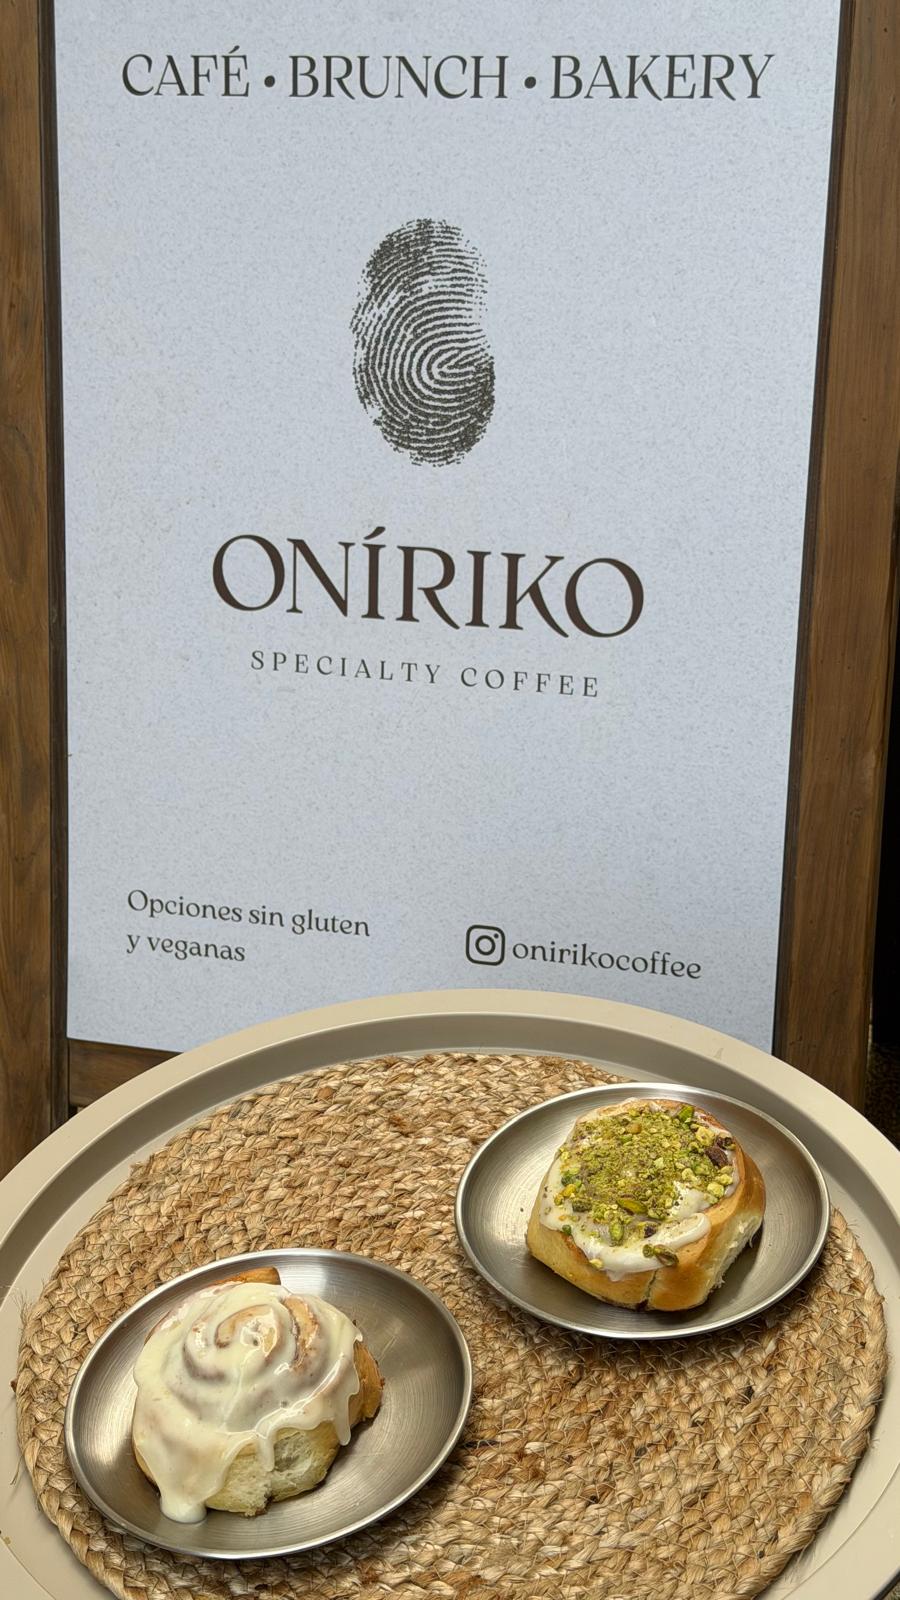 CAFÉ • BRUNCH • BAKERY
ONÍRIKO
SPECIALTY COFFEE
Opciones sin gluten
y veganas
onirikocoffee